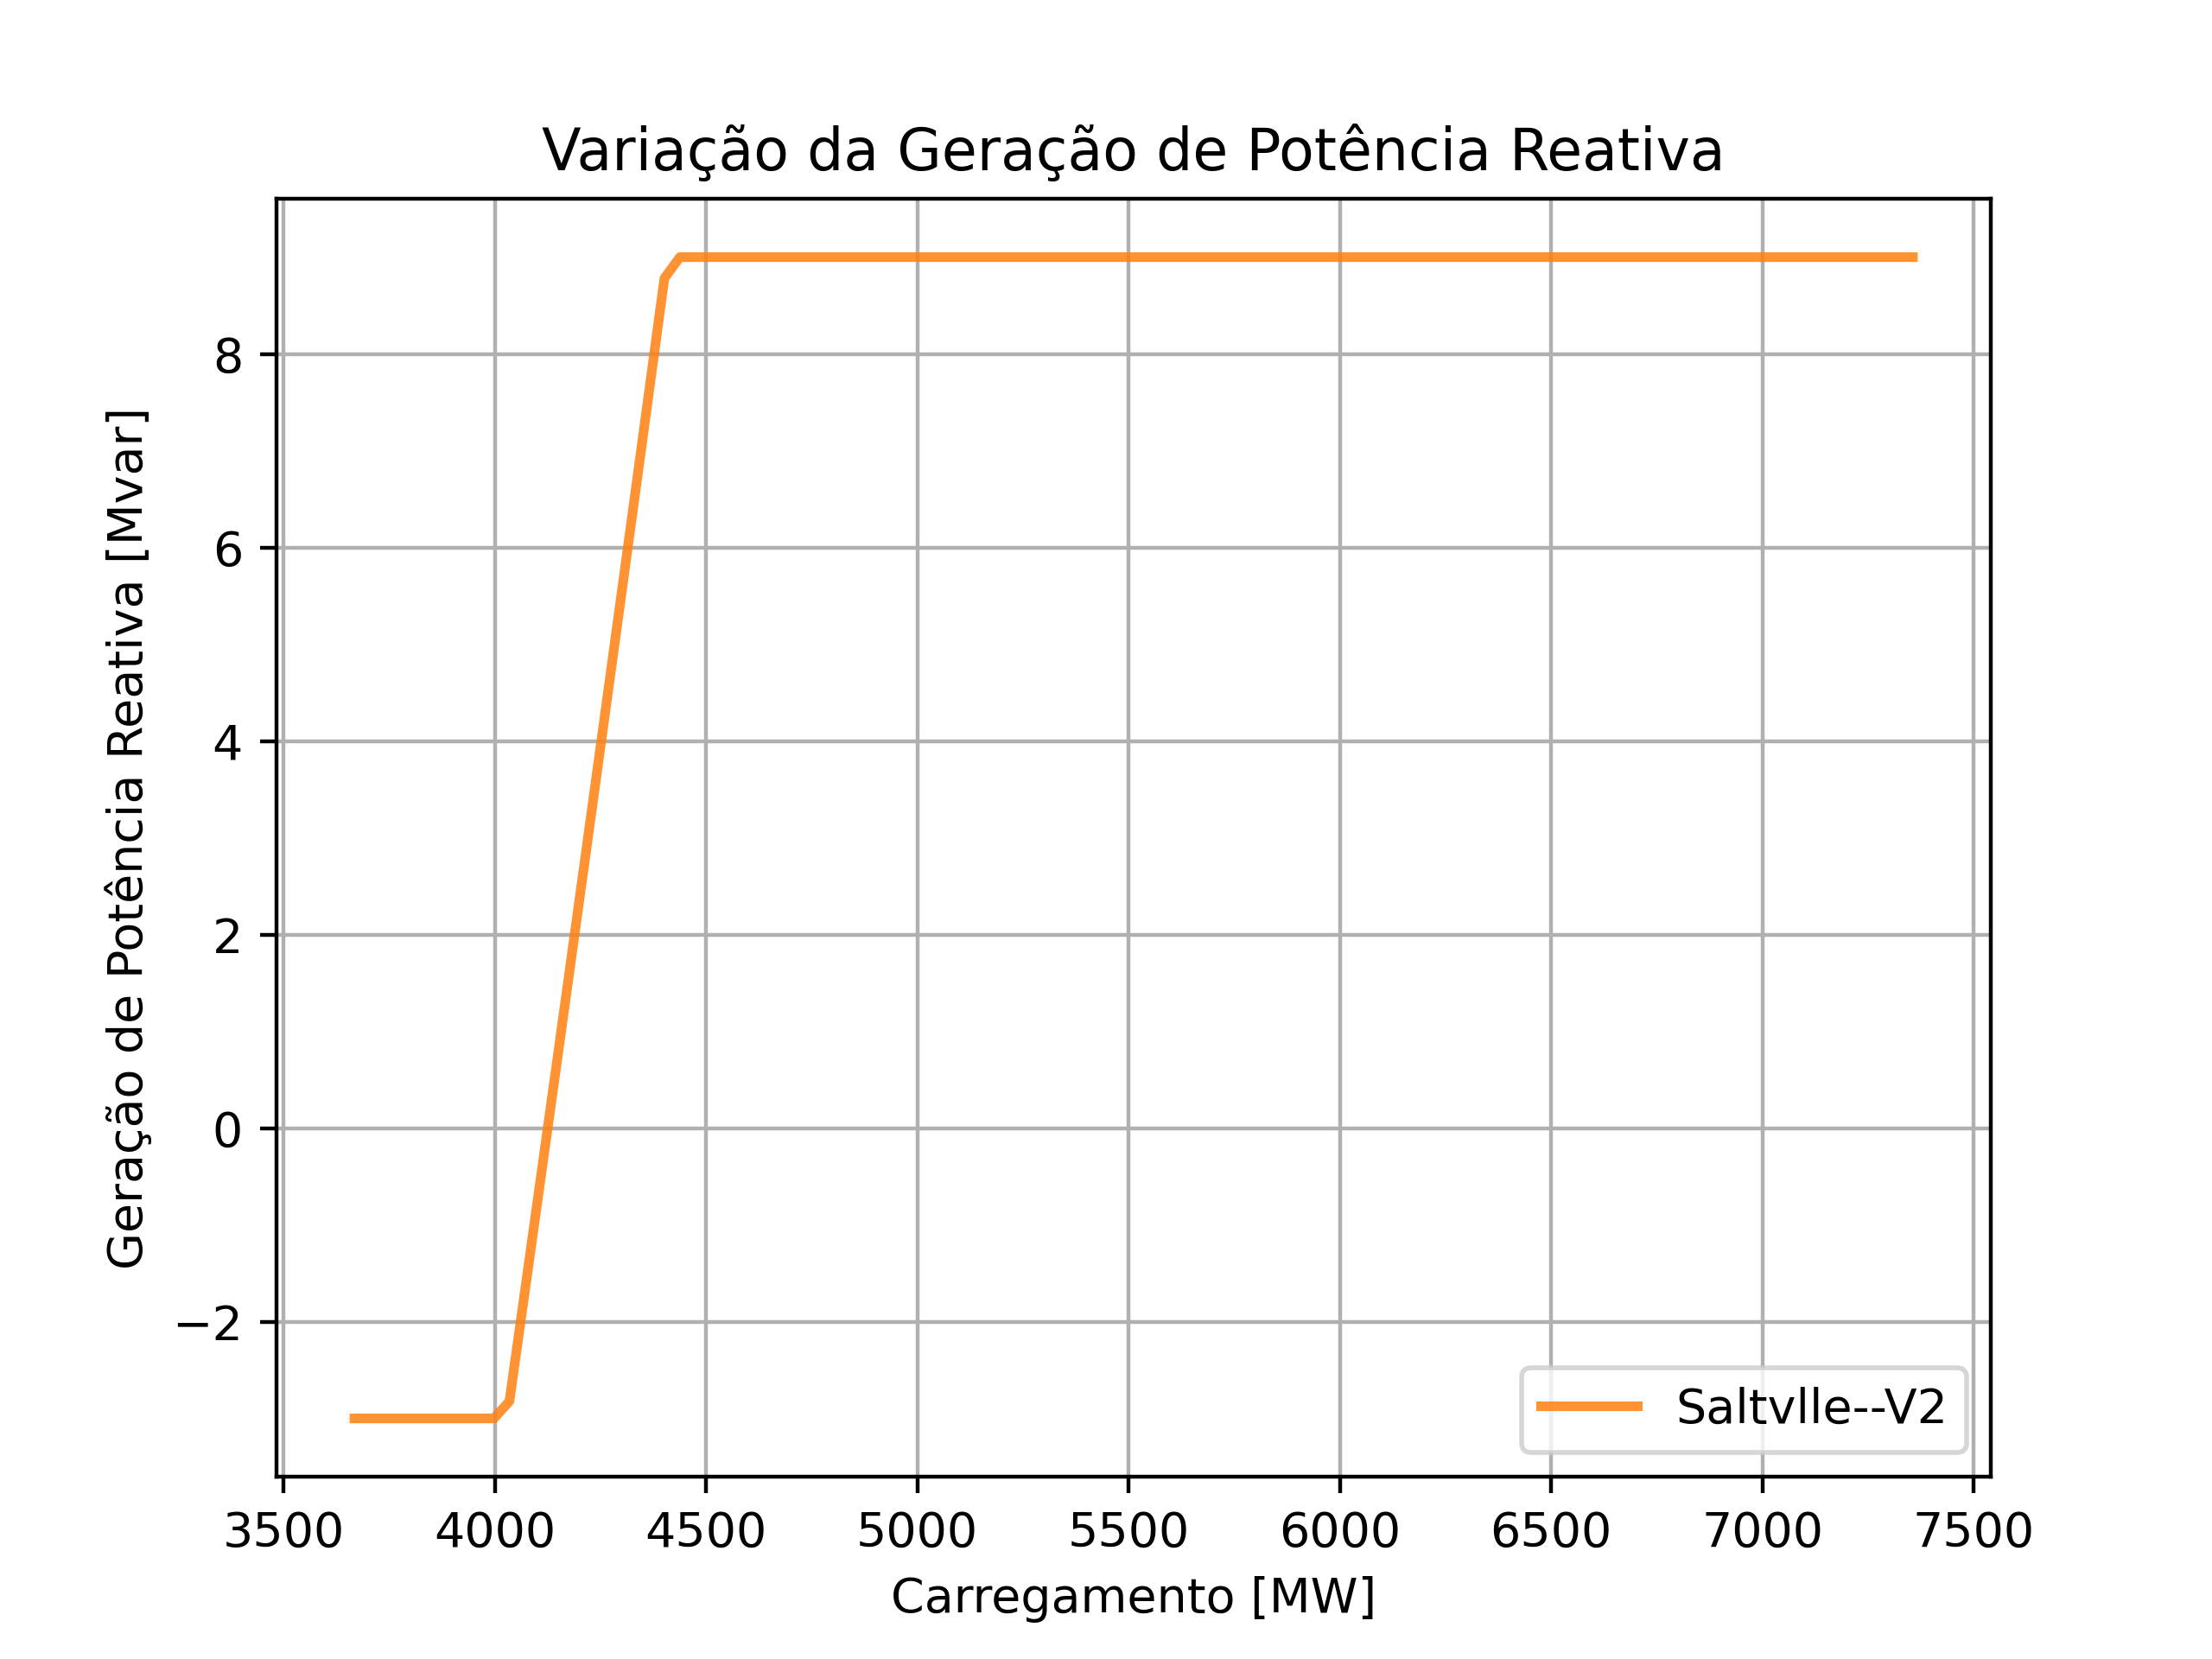 Variação da Geração de Potência Reativa
Geração de Potência Reativa [Mvar]
8
6
4
2
0
−2
Saltvlle--V2
3500 4000 4500 5000 5500 6000 6500 7000 7500
Carregamento [MW]